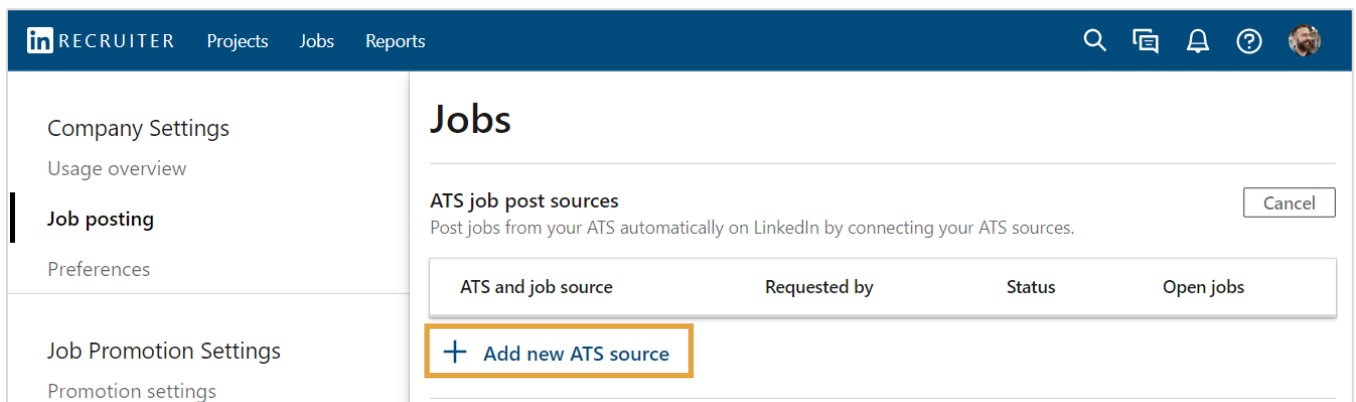 in RECRUITER Projects Jobs Reports
Company Settings
Usage overview
Job posting
Preferences
Job Promotion Settings
Promotion settings
Jobs
ATS job post sources
Cancel
Post jobs from your ATS automatically on LinkedIn by connecting your ATS sources.
ATS and job source Requested by Status Open jobs
+ Add new ATS source